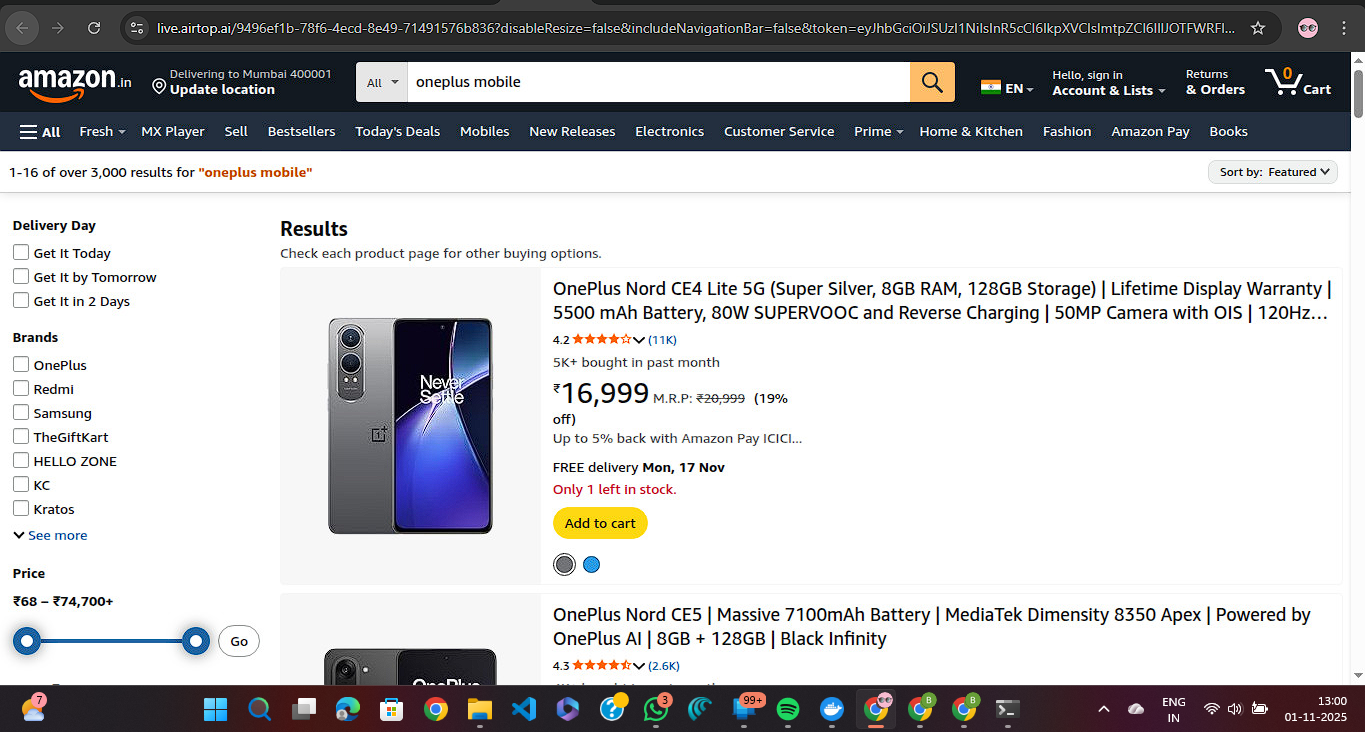 live.airtop.ai/9496ef1b-78f6-4ecd-8e49-71491576b836?disableResize=false&includeNavigationBar=false&token=eyJhbGciOiJSUzI1NiIsInR5cCI6IkpXVCIsImtpZCI6IlIJOTFWRFl...
amazon.in
Delivering to Mumbai 400001
Update location
All
oneplus mobile
EN
Hello, sign in
Account & Lists
Returns
& Orders
0
Cart
All
Fresh
MX Player
Sell
Bestsellers
Today's Deals
Mobiles
New Releases
Electronics
Customer Service
Prime
Home & Kitchen
Fashion
Amazon Pay
Books
1-16 of over 3,000 results for "oneplus mobile"
Sort by: Featured
Delivery Day
Get It Today
Get It by Tomorrow
Get It in 2 Days
Brands
OnePlus
Redmi
Samsung
TheGiftKart
HELLO ZONE
KC
Kratos
See more
Price
₹68 – ₹74,700+
Go
Results
Check each product page for other buying options.
Never
Settle
OnePlus Nord CE4 Lite 5G (Super Silver, 8GB RAM, 128GB Storage) | Lifetime Display Warranty |
5500 mAh Battery, 80W SUPERVOOC and Reverse Charging | 50MP Camera with OIS | 120Hz...
4.2 (11K)
5K+ bought in past month
₹16,999 M.R.P: ₹20,999 (19%
off)
Up to 5% back with Amazon Pay ICICI...
FREE delivery Mon, 17 Nov
Only 1 left in stock.
Add to cart
OnePlus
OnePlus Nord CE5 | Massive 7100mAh Battery | MediaTek Dimensity 8350 Apex | Powered by
OnePlus AI | 8GB + 128GB | Black Infinity
4.3 (2.6K)
7
3
99+
B
B
ENG
IN
13:00
01-11-2025